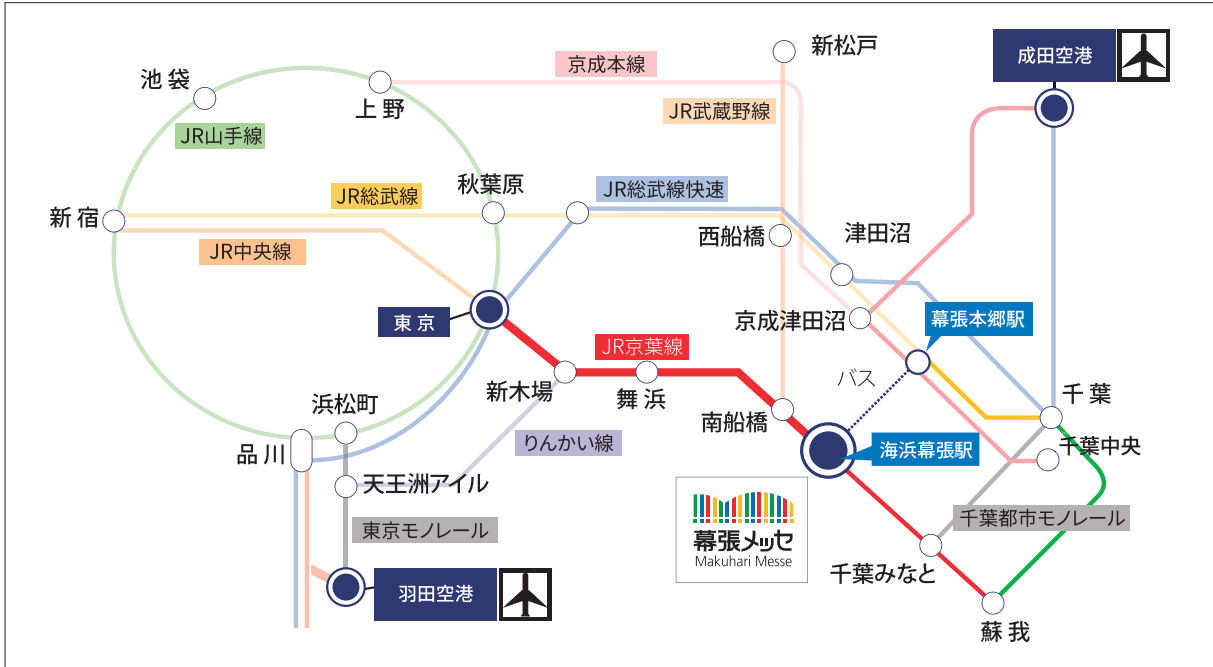 新松戸
成田空港
京成本線
池袋
上野
JR武蔵野線
JR山手線
秋葉原
JR総武線
JR総武線快速
新宿
西船橋
津田沼
JR中央線
東京
京成津田沼
幕張本郷駅
JR京葉線
バス
新木場
舞浜
浜松町
南船橋
千葉
品川
りんかい線
海浜幕張駅
千葉中央
天王洲アイル
東京モノレール
幕張メッセ
Makuhari Messe
千葉都市モノレール
千葉みなと
羽田空港
蘇我